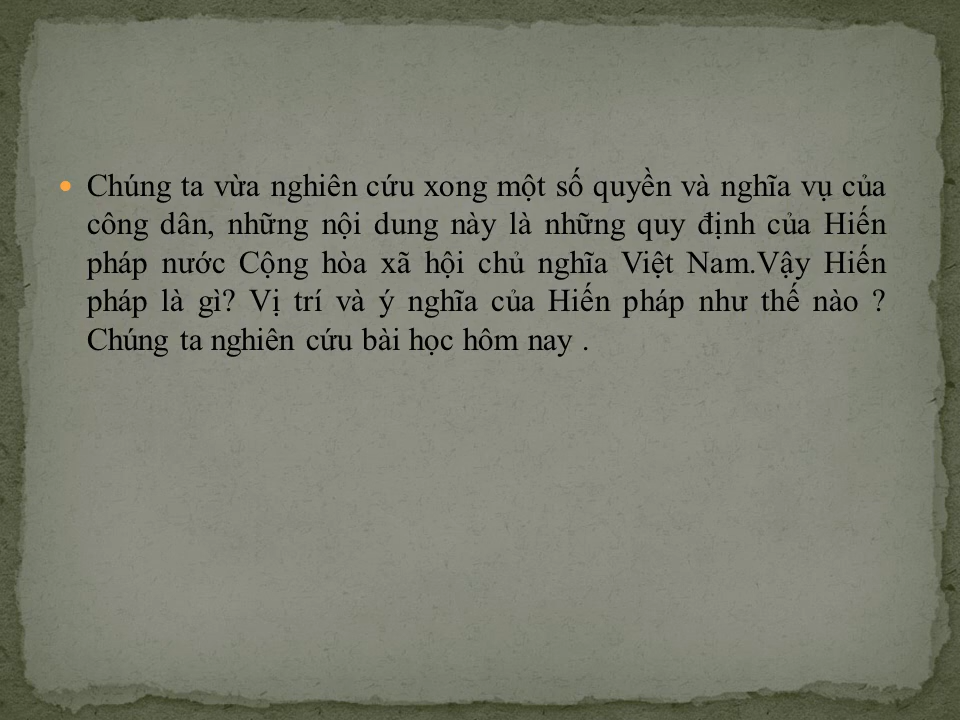 Chúng ta vừa nghiên cứu xong một số quyền và nghĩa vụ của
công dân, những nội dung này là những quy định của Hiến
pháp nước Cộng hòa xã hội chủ nghĩa Việt Nam.Vậy Hiến
pháp là gì? Vị trí và ý nghĩa của Hiến pháp như thế nào ?
Chúng ta nghiên cứu bài học hôm nay .